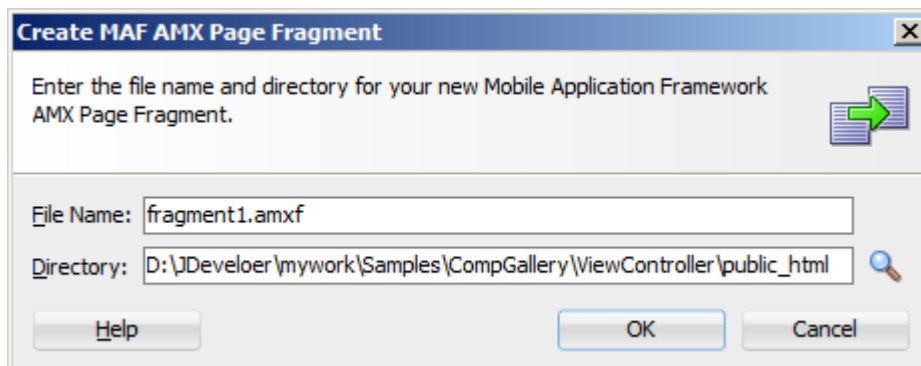 Create MAF AMX Page Fragment
Enter the file name and directory for your new Mobile Application Framework
AMX Page Fragment.
File Name: fragment1.amxf
Directory: D:\JDeveloer\mywork\Samples\CompGallery\ViewController\public_html
Help OK Cancel